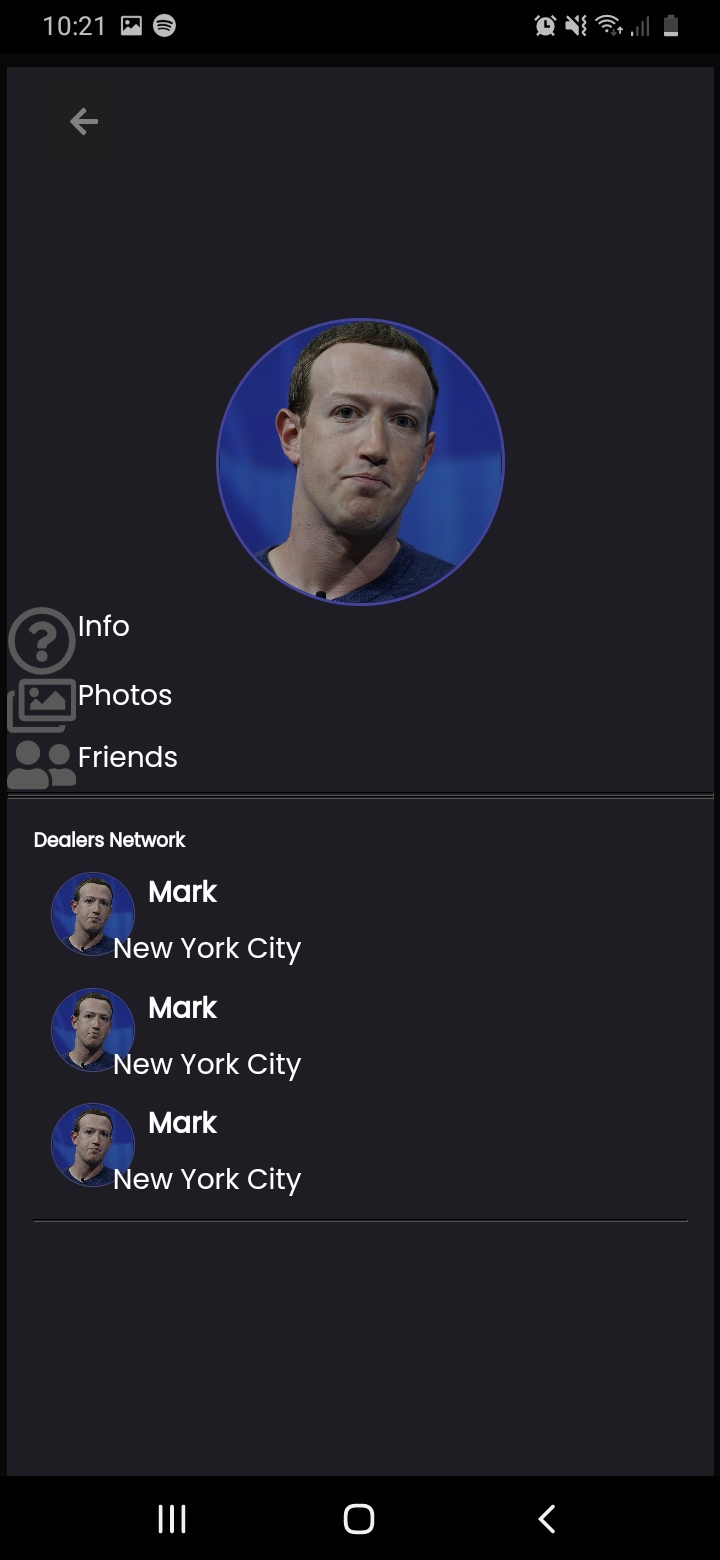 10:21
Info
Photos
Friends
Dealers Network
Mark
New York City
Mark
New York City
Mark
New York City